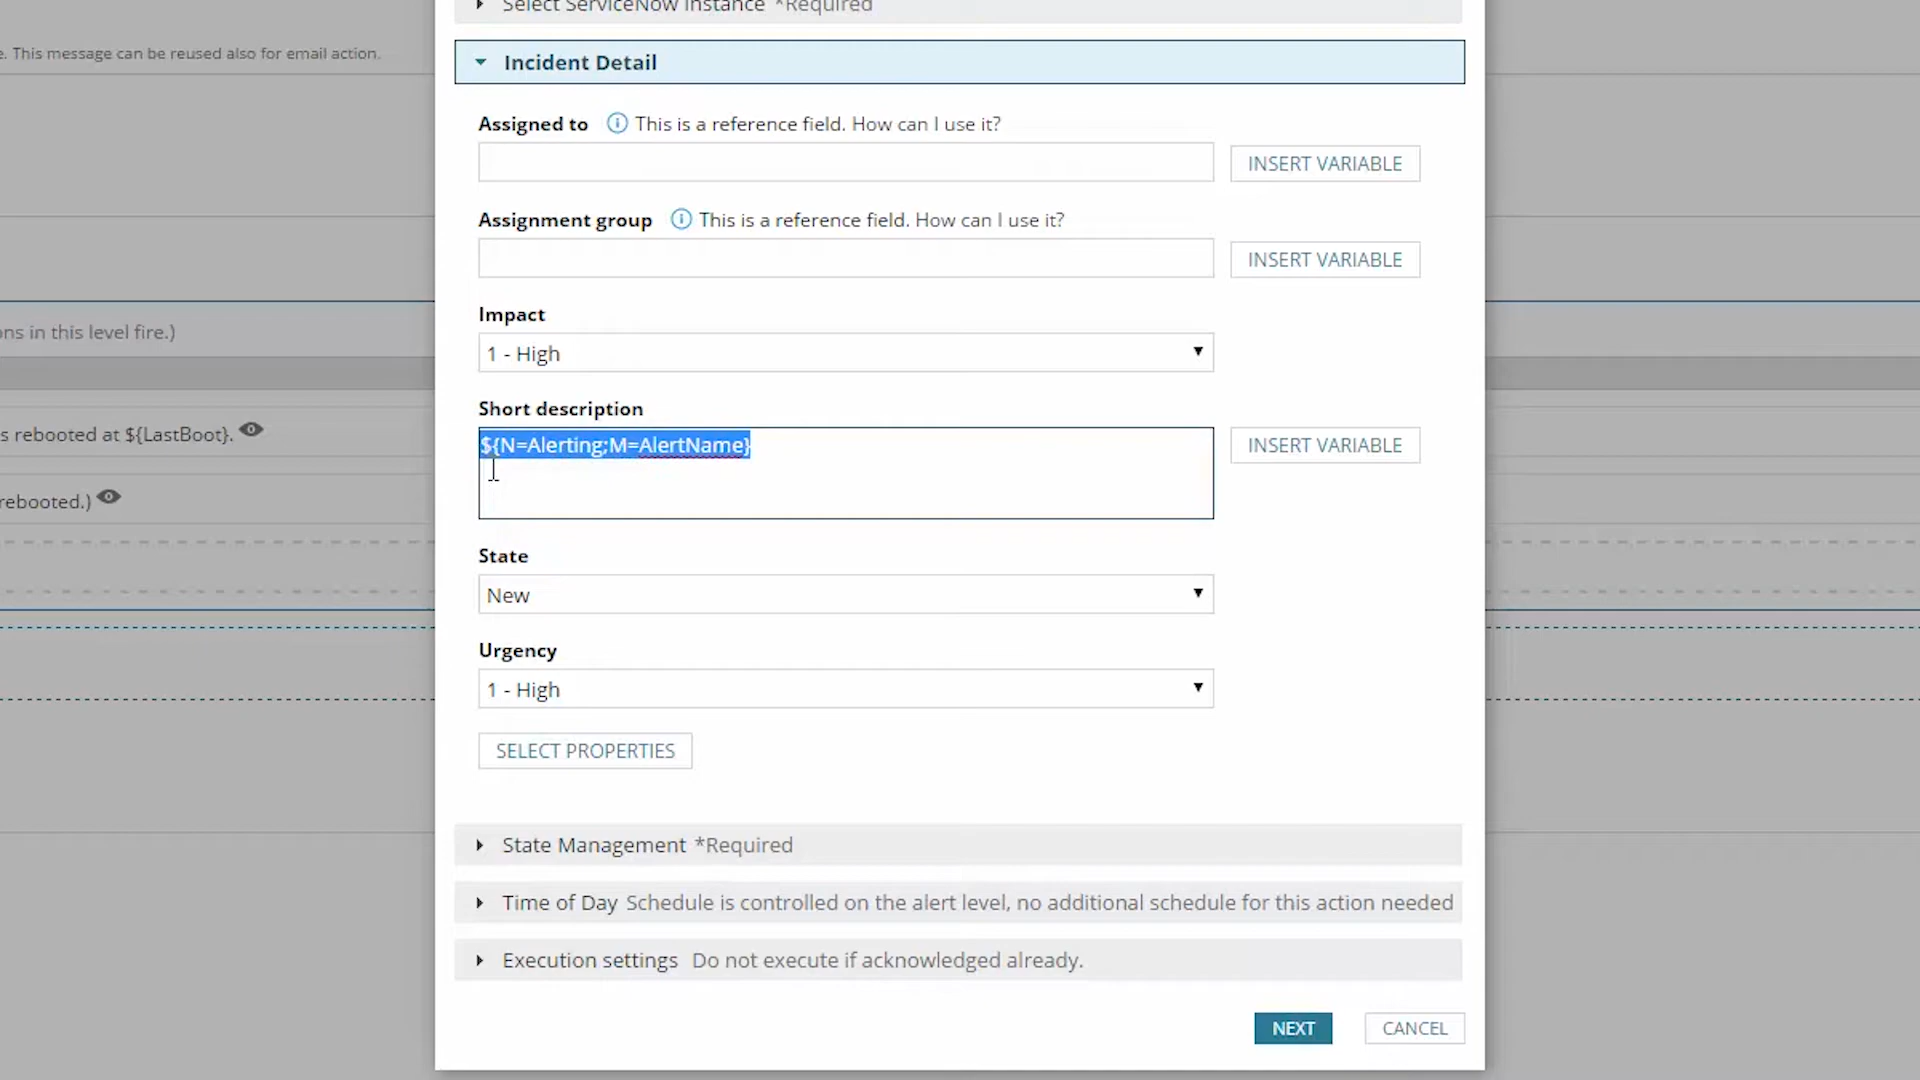 Select ServiceNow Instance *Required
e. This message can be reused also for email action.
Incident Detail
Assigned to This is a reference field. How can I use it?
INSERT VARIABLE
Assignment group This is a reference field. How can I use it?
INSERT VARIABLE
Impact
ons in this level fire.)
1 - High
Short description
s rebooted at ${LastBoot}.
${N=Alerting;M=AlertName}
INSERT VARIABLE
rebooted.)
State
New
Urgency
1 - High
SELECT PROPERTIES
State Management *Required
Time of Day Schedule is controlled on the alert level, no additional schedule for this action needed
Execution settings Do not execute if acknowledged already.
NEXT
CANCEL